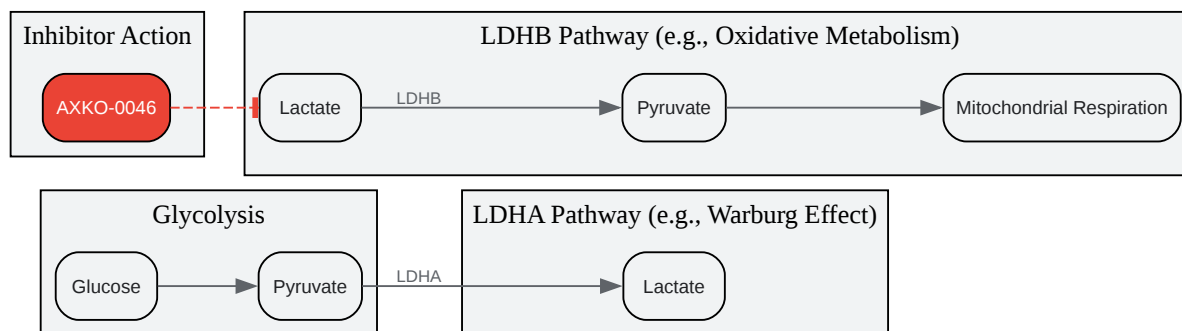 Inhibitor Action
LDHB Pathway (e.g., Oxidative Metabolism)
AXKO-0046
Lactate
LDHB
Pyruvate
Mitochondrial Respiration
Glycolysis
LDHA Pathway (e.g., Warburg Effect)
Glucose
Pyruvate
LDHA
Lactate